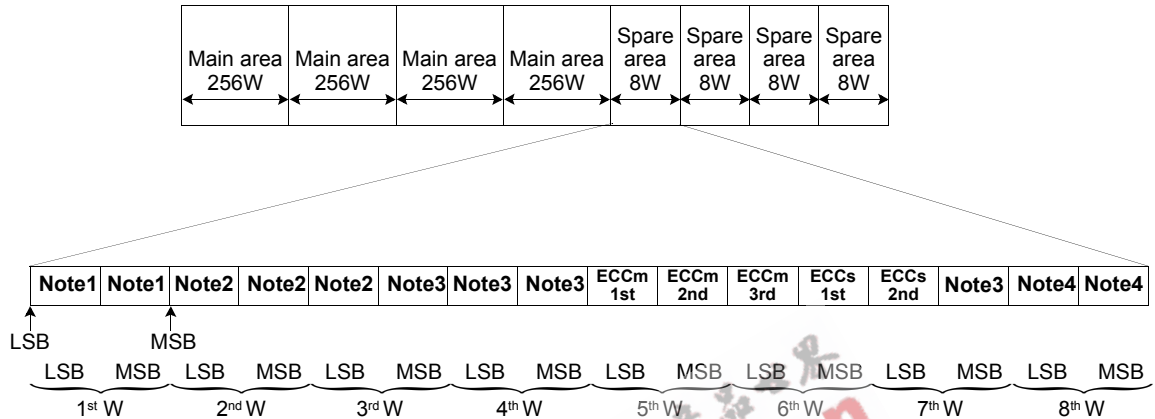 Main area 256W
Main area 256W
Main area 256W
Main area 256W
Spare area 8W
Spare area 8W
Spare area 8W
Spare area 8W
Note1 Note1 Note2 Note2 Note2 Note3 Note3 Note3 ECCm 1st ECCm 2nd ECCm 3rd ECCs 1st ECCs 2nd Note3 Note4 Note4
LSB MSB
LSB MSB LSB MSB LSB MSB LSB MSB LSB MSB LSB MSB LSB MSB LSB MSB
1st W 2nd W 3rd W 4th W 5th W 6th W 7th W 8th W